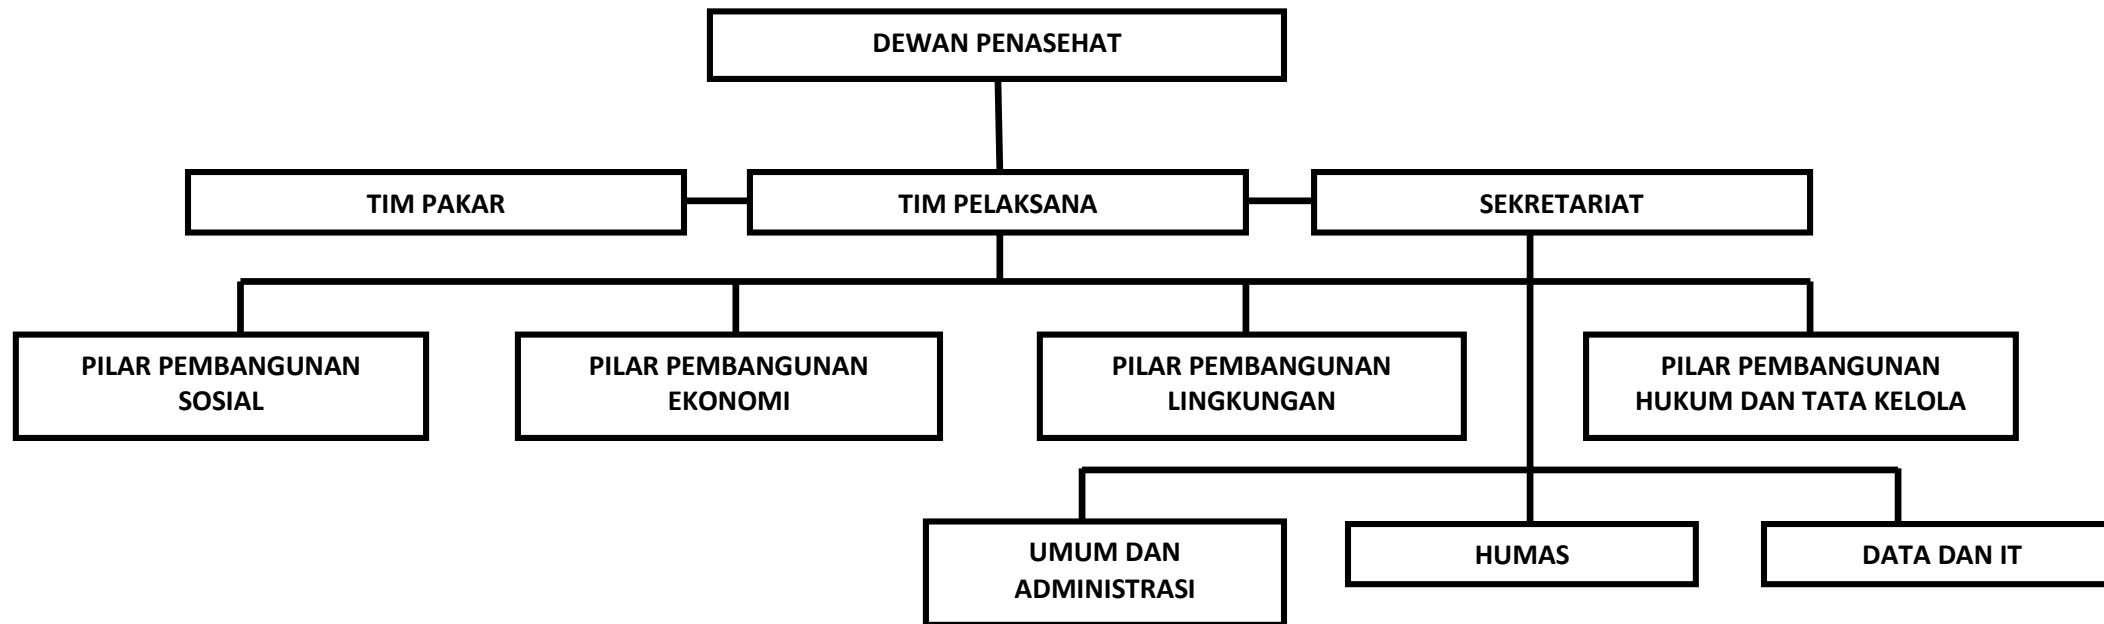 DEWAN PENASEHAT
TIM PAKAR
TIM PELAKSANA
SEKRETARIAT
PILAR PEMBANGUNAN
SOSIAL
PILAR PEMBANGUNAN
EKONOMI
PILAR PEMBANGUNAN
LINGKUNGAN
PILAR PEMBANGUNAN
HUKUM DAN TATA KELOLA
UMUM DAN
ADMINISTRASI
HUMAS
DATA DAN IT